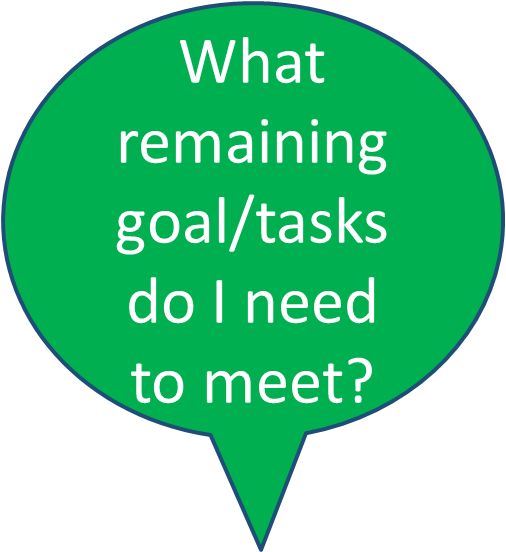 What
remaining
goal/tasks
do I need
to meet?